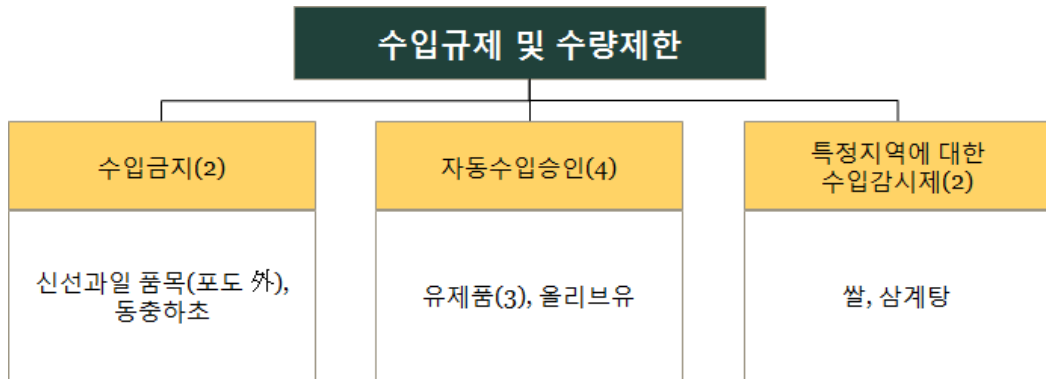 수입규제 및 수량제한
수입금지(2)
자동수입승인(4)
특정지역에 대한
수입감시제(2)
신선과일 품목(포도 外),
동충하초
유제품(3), 올리브유
쌀, 삼계탕